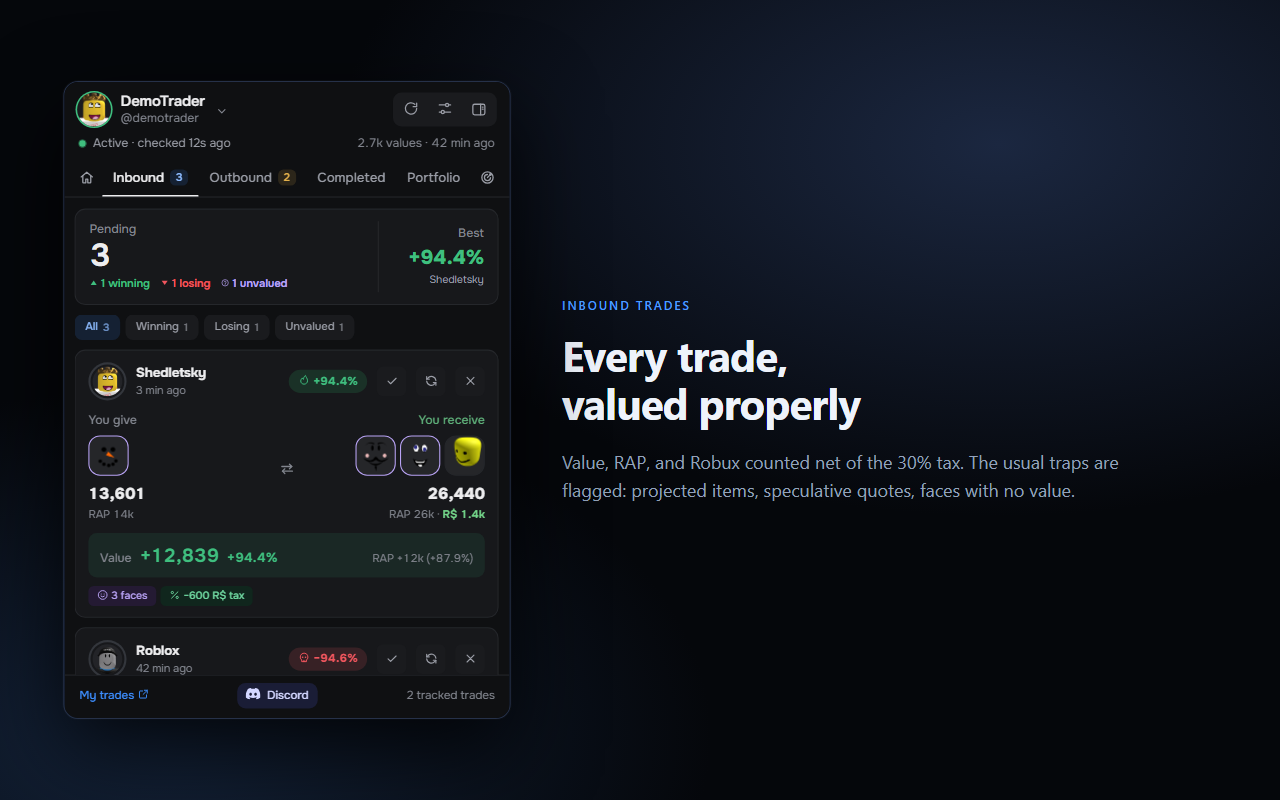 DemoTrader
@demotrader
Active · checked 12s ago
2.7k values · 42 min ago
Inbound 3
Outbound 2
Completed
Portfolio
Pending
3
1 winning
1 losing
1 unvalued
Best
+94.4%
Shedletsky
All 3
Winning 1
Losing 1
Unvalued 1
Shedletsky
3 min ago
+94.4%
You give
You receive
13,601
26,440
RAP 14k
RAP 26k · R$ 1.4k
Value +12,839 +94.4%
RAP +12k (+87.9%)
3 faces
−600 R$ tax
Roblox
42 min ago
−94.6%
My trades
Discord
2 tracked trades
INBOUND TRADES
Every trade,
valued properly
Value, RAP, and Robux counted net of the 30% tax. The usual traps are
flagged: projected items, speculative quotes, faces with no value.